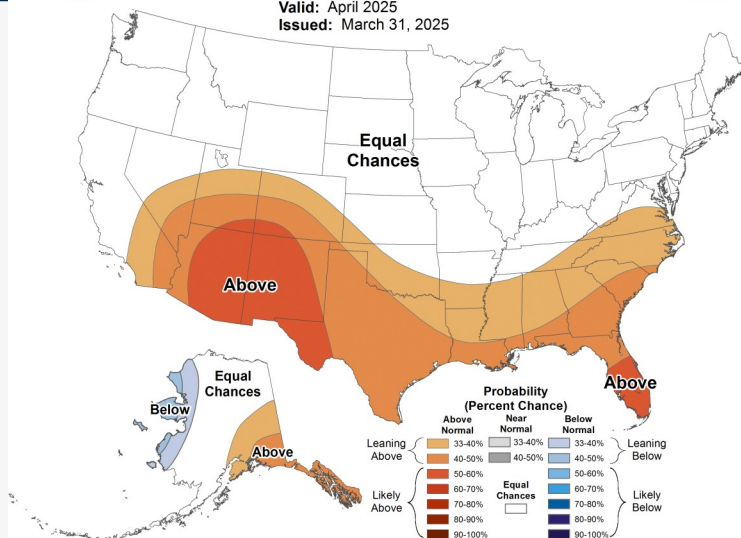 Valid: April 2025
Issued: March 31, 2025
Equal
Chances
Above
Equal
Chances
Below
Above
Above
Probability
(Percent Chance)
Above
Normal
Near
Normal
Below
Normal
Leaning
Above
33-40%
33-40%
33-40%
Leaning
Below
40-50%
40-50%
40-50%
50-60%
50-60%
Likely
Above
60-70%
Equal
Chances
60-70%
Likely
Below
70-80%
70-80%
80-90%
80-90%
90-100%
90-100%